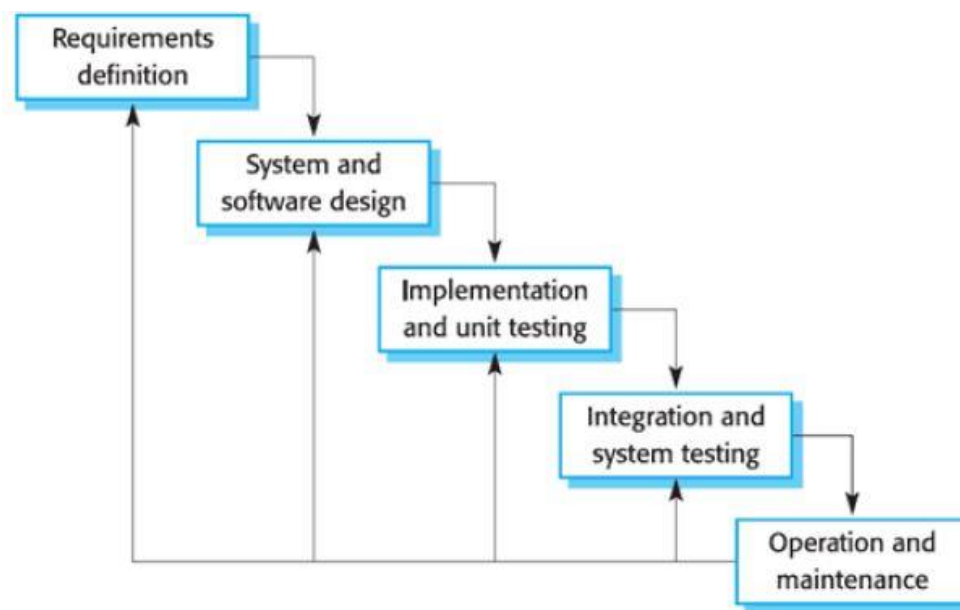 Requirements
definition
System and
software design
Implementation
and unit testing
Integration and
system testing
Operation and
maintenance